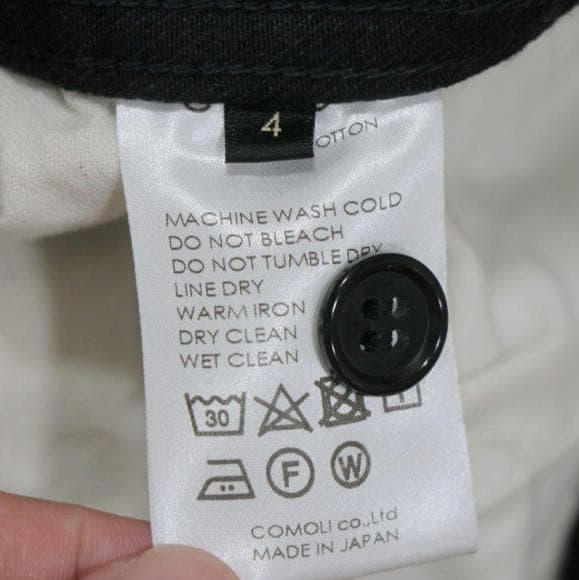 4
MACHINE WASH COLD
DO NOT BLEACH
DO NOT TUMBLE DRY
LINE DRY
WARM IRON
DRY CLEAN
WET CLEAN
30
F W
COMOLI co.,Ltd
MADE IN JAPAN